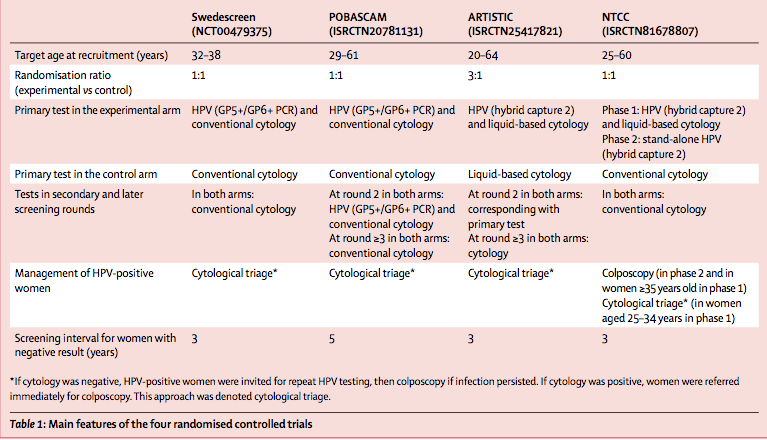 Swedescreen
(NCT00479375)
POBASCAM
(ISRCTN20781131)
ARTISTIC
(ISRCTN25417821)
NTCC
(ISRCTN81678807)
Target age at recruitment (years)
32–38
29–61
20–64
25–60
Randomisation ratio
(experimental vs control)
1:1
1:1
3:1
1:1
Primary test in the experimental arm
HPV (GP5+/GP6+ PCR) and
conventional cytology
HPV (GP5+/GP6+ PCR) and
conventional cytology
HPV (hybrid capture 2)
and liquid-based cytology
Phase 1: HPV (hybrid capture 2)
and liquid-based cytology
Phase 2: stand-alone HPV
(hybrid capture 2)
Primary test in the control arm
Conventional cytology
Conventional cytology
Liquid-based cytology
Conventional cytology
Tests in secondary and later
screening rounds
In both arms:
conventional cytology
At round 2 in both arms:
HPV (GP5+/GP6+ PCR) and
conventional cytology
At round ≥3 in both arms:
conventional cytology
At round 2 in both arms:
corresponding with
primary test
At round ≥3 in both arms:
cytology
In both arms:
conventional cytology
Management of HPV-positive
women
Cytological triage*
Cytological triage*
Cytological triage*
Colposcopy (in phase 2 and in
women ≥35 years old in phase 1)
Cytological triage* (in women
aged 25–34 years in phase 1)
Screening interval for women with
negative result (years)
3
5
3
3
*If cytology was negative, HPV-positive women were invited for repeat HPV testing, then colposcopy if infection persisted. If cytology was positive, women were referred
immediately for colposcopy. This approach was denoted cytological triage.
Table 1: Main features of the four randomised controlled trials